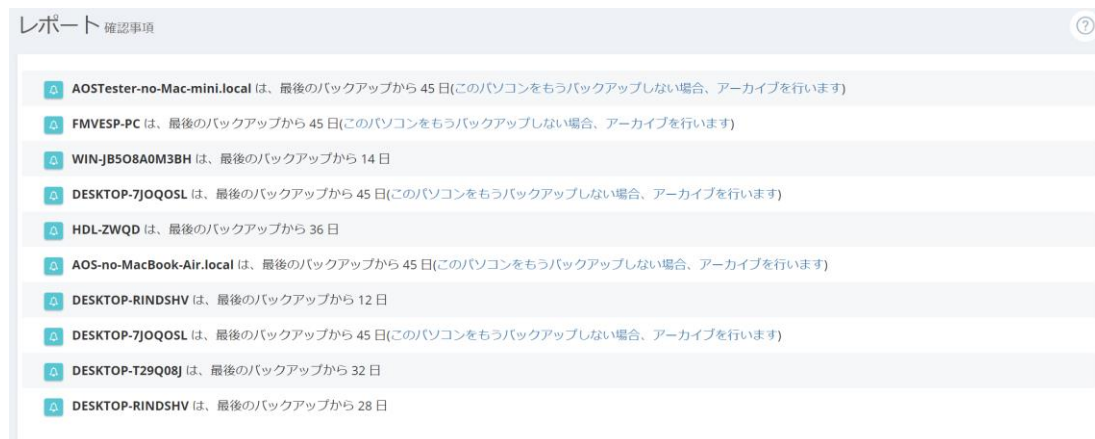 レポート 確認事項
?
AOSTester-no-Mac-mini.local は、最後のバックアップから 45 日(このパソコンをもうバックアップしない場合、アーカイブを行います)
FMVESP-PC は、最後のバックアップから 45 日(このパソコンをもうバックアップしない場合、アーカイブを行います)
WIN-JB5O8A0M3BH は、最後のバックアップから 14 日
DESKTOP-7JOQOSL は、最後のバックアップから 45 日(このパソコンをもうバックアップしない場合、アーカイブを行います)
HDL-ZWQD は、最後のバックアップから 36 日
AOS-no-MacBook-Air.local は、最後のバックアップから 45 日(このパソコンをもうバックアップしない場合、アーカイブを行います)
DESKTOP-RINDSHV は、最後のバックアップから 12 日
DESKTOP-7JOQOSL は、最後のバックアップから 45 日(このパソコンをもうバックアップしない場合、アーカイブを行います)
DESKTOP-T29Q08J は、最後のバックアップから 32 日
DESKTOP-RINDSHV は、最後のバックアップから 28 日